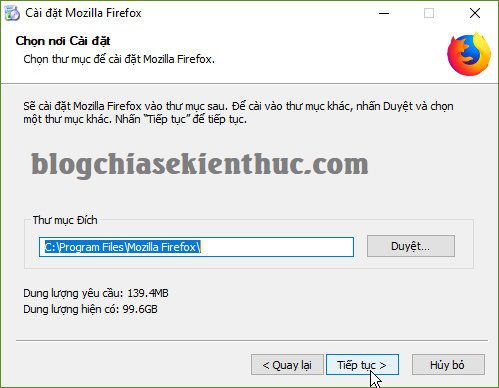 Cài đặt Mozilla Firefox
Chọn nơi Cài đặt
Chọn thư mục để cài đặt Mozilla Firefox.
Sẽ cài đặt Mozilla Firefox vào thư mục sau. Để cài vào thư mục khác, nhấn Duyệt và chọn
một thư mục khác. Nhấn "Tiếp tục" để tiếp tục.
blogchiasekienthuc.com
Thư mục Đích
C:\Program Files\Mozilla Firefox\
Duyệt...
Dung lượng yêu cầu: 139.4MB
Dung lượng hiện có: 99.6GB
< Quay lại
Tiếp tục >
Hủy bỏ